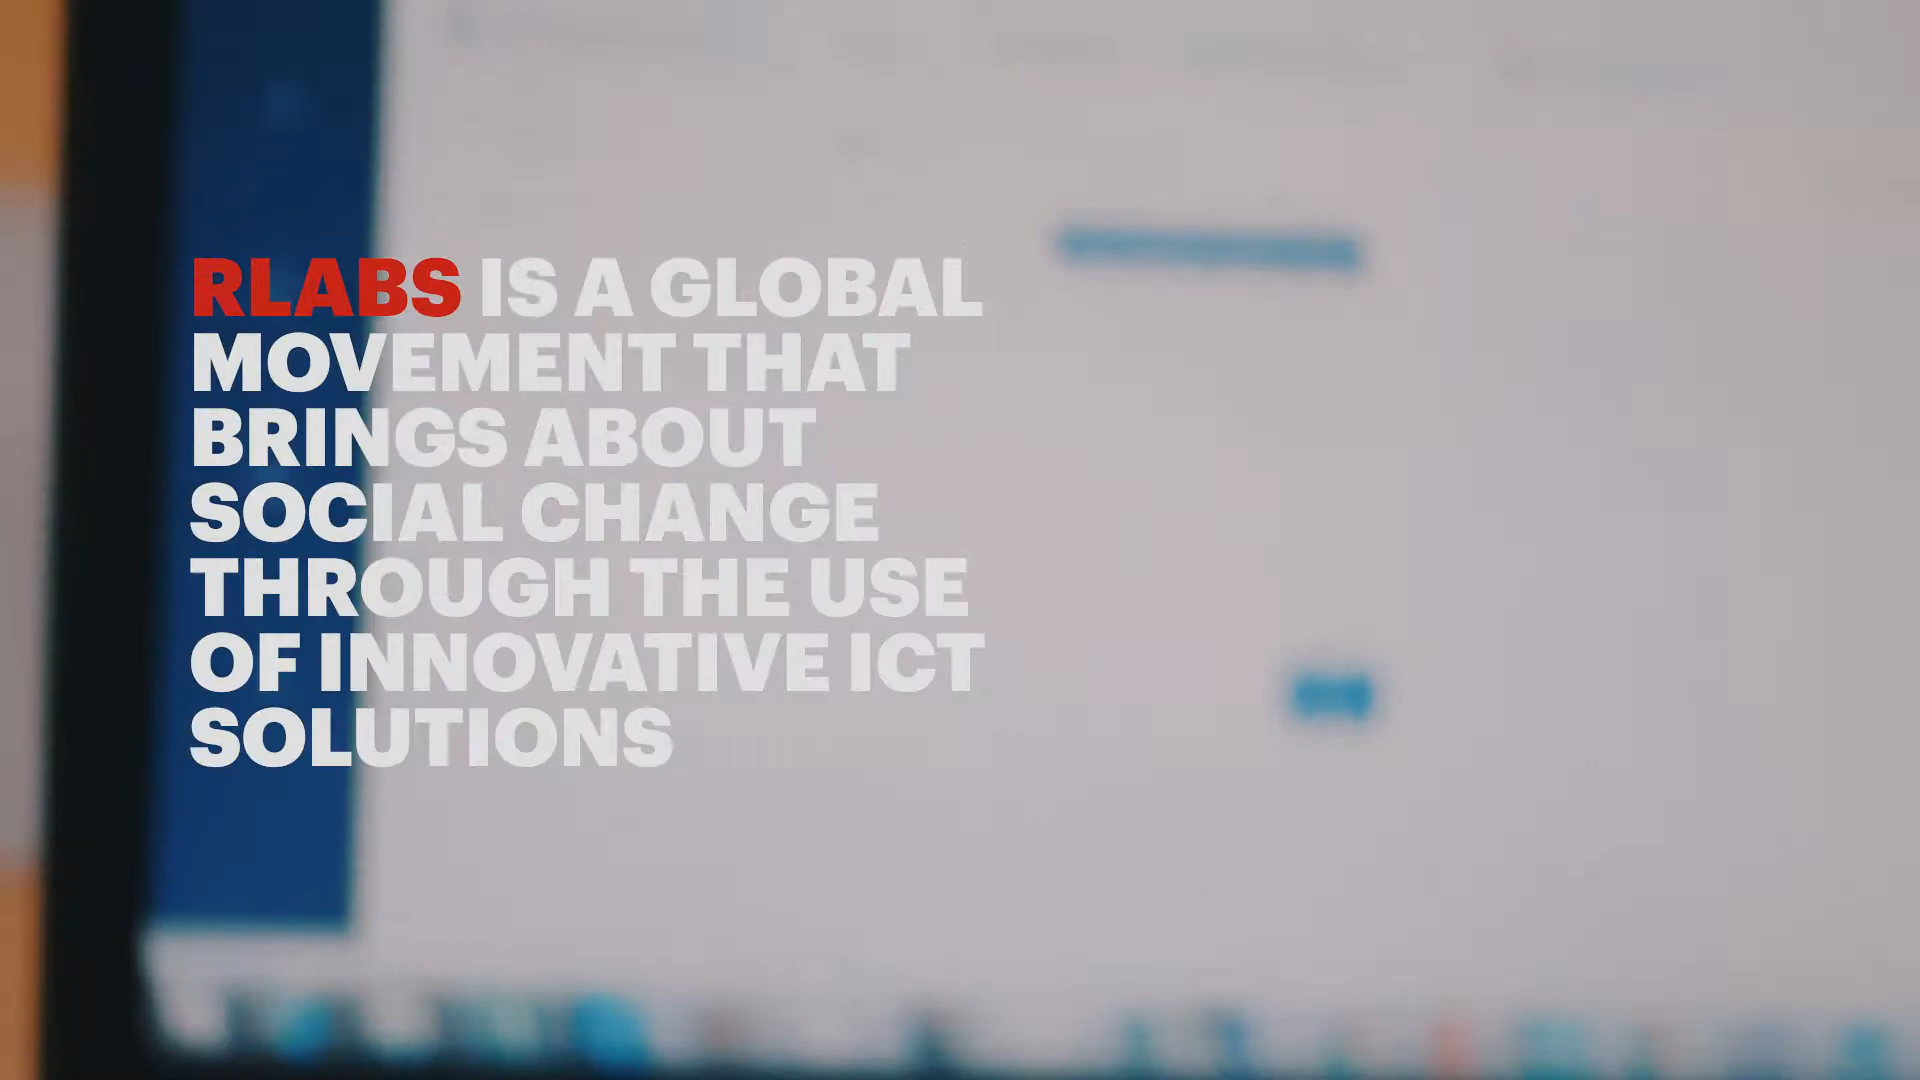 RLABS IS A GLOBAL
MOVEMENT THAT
BRINGS ABOUT
SOCIAL CHANGE
THROUGH THE USE
OF INNOVATIVE ICT
SOLUTIONS